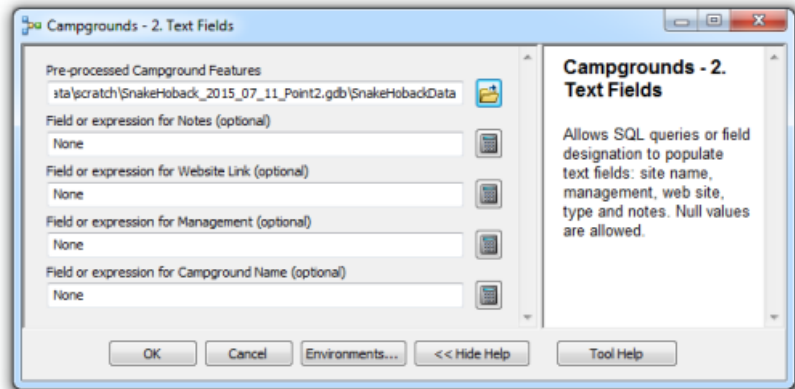 Campgrounds - 2. Text Fields
Pre-processed Campground Features
ata\scratch\SnakeHoback_2015_07_11_Point2.gdb\SnakeHobackData
Field or expression for Notes (optional)
None
Field or expression for Website Link (optional)
None
Field or expression for Management (optional)
None
Field or expression for Campground Name (optional)
None
Campgrounds - 2.
Text Fields
Allows SQL queries or field
designation to populate
text fields: site name,
management, web site,
type and notes. Null values
are allowed.
OK
Cancel
Environments...
<< Hide Help
Tool Help